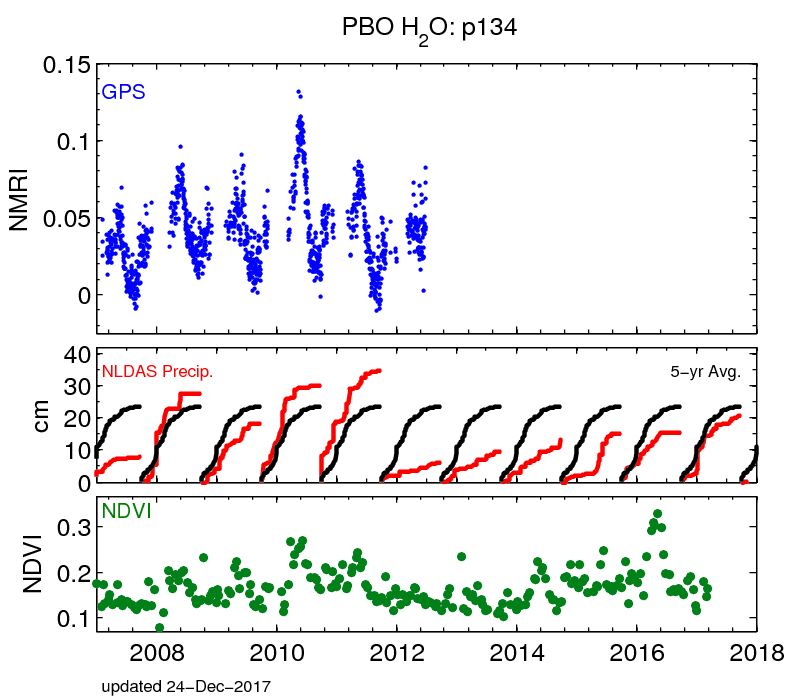 PBO H2O: p134
0.15
GPS
0.1
NMRI
0.05
0
40
NLDAS Precip.
5−yr Avg.
30
cm
20
10
0
NDVI
0.3
NDVI
0.2
0.1
2008 2010 2012 2014 2016 2018
updated 24−Dec−2017